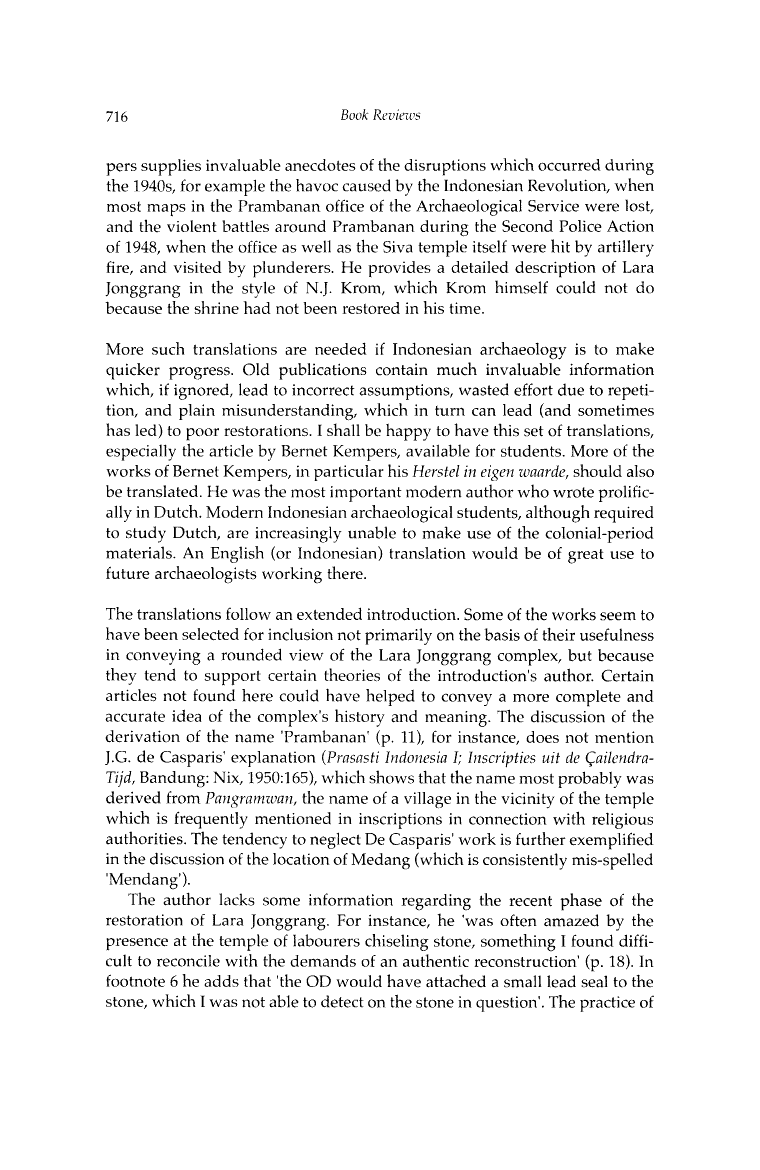 716 Book Reviews
pers supplies invaluable anecdotes of the disruptions which occurred during
the 1940s, for example the havoc caused by the Indonesian Revolution, when
most maps in the Prambanan office of the Archaeological Service were lost,
and the violent battles around Prambanan during the Second Police Action
of 1948, when the office as well as the Siva temple itself were hit by artillery
fire, and visited by plunderers. He provides a detailed description of Lara
Jonggrang in the style of N.J. Krom, which Krom himself could not do
because the shrine had not been restored in his time.
More such translations are needed if Indonesian archaeology is to make
quicker progress. Old publications contain much invaluable information
which, if ignored, lead to incorrect assumptions, wasted effort due to repeti-
tion, and plain misunderstanding, which in turn can lead (and sometimes
has led) to poor restorations. I shall be happy to have this set of translations,
especially the article by Bernet Kempers, available for students. More of the
works of Bernet Kempers, in particular his Herstel in eigen waarde, should also
be translated. He was the most important modern author who wrote prolific-
ally in Dutch. Modern Indonesian archaeological students, although required
to study Dutch, are increasingly unable to make use of the colonial-period
materials. An English (or Indonesian) translation would be of great use to
future archaeologists working there.
The translations follow an extended introduction. Some of the works seem to
have been selected for inclusion not primarily on the basis of their usefulness
in conveying a rounded view of the Lara Jonggrang complex, but because
they tend to support certain theories of the introduction's author. Certain
articles not found here could have helped to convey a more complete and
accurate idea of the complex's history and meaning. The discussion of the
derivation of the name 'Prambanan' (p. 11), for instance, does not mention
J.G. de Casparis' explanation (Prasasti Indonesia I; Inscripties uit de Çailendra-
Tijd, Bandung: Nix, 1950:165), which shows that the name most probably was
derived from Pangramwan, the name of a village in the vicinity of the temple
which is frequently mentioned in inscriptions in connection with religious
authorities. The tendency to neglect De Casparis' work is further exemplified
in the discussion of the location of Medang (which is consistently mis-spelled
'Mendang').
The author lacks some information regarding the recent phase of the
restoration of Lara Jonggrang. For instance, he 'was often amazed by the
presence at the temple of labourers chiseling stone, something I found diffi-
cult to reconcile with the demands of an authentic reconstruction' (p. 18). In
footnote 6 he adds that 'the OD would have attached a small lead seal to the
stone, which I was not able to detect on the stone in question'. The practice of